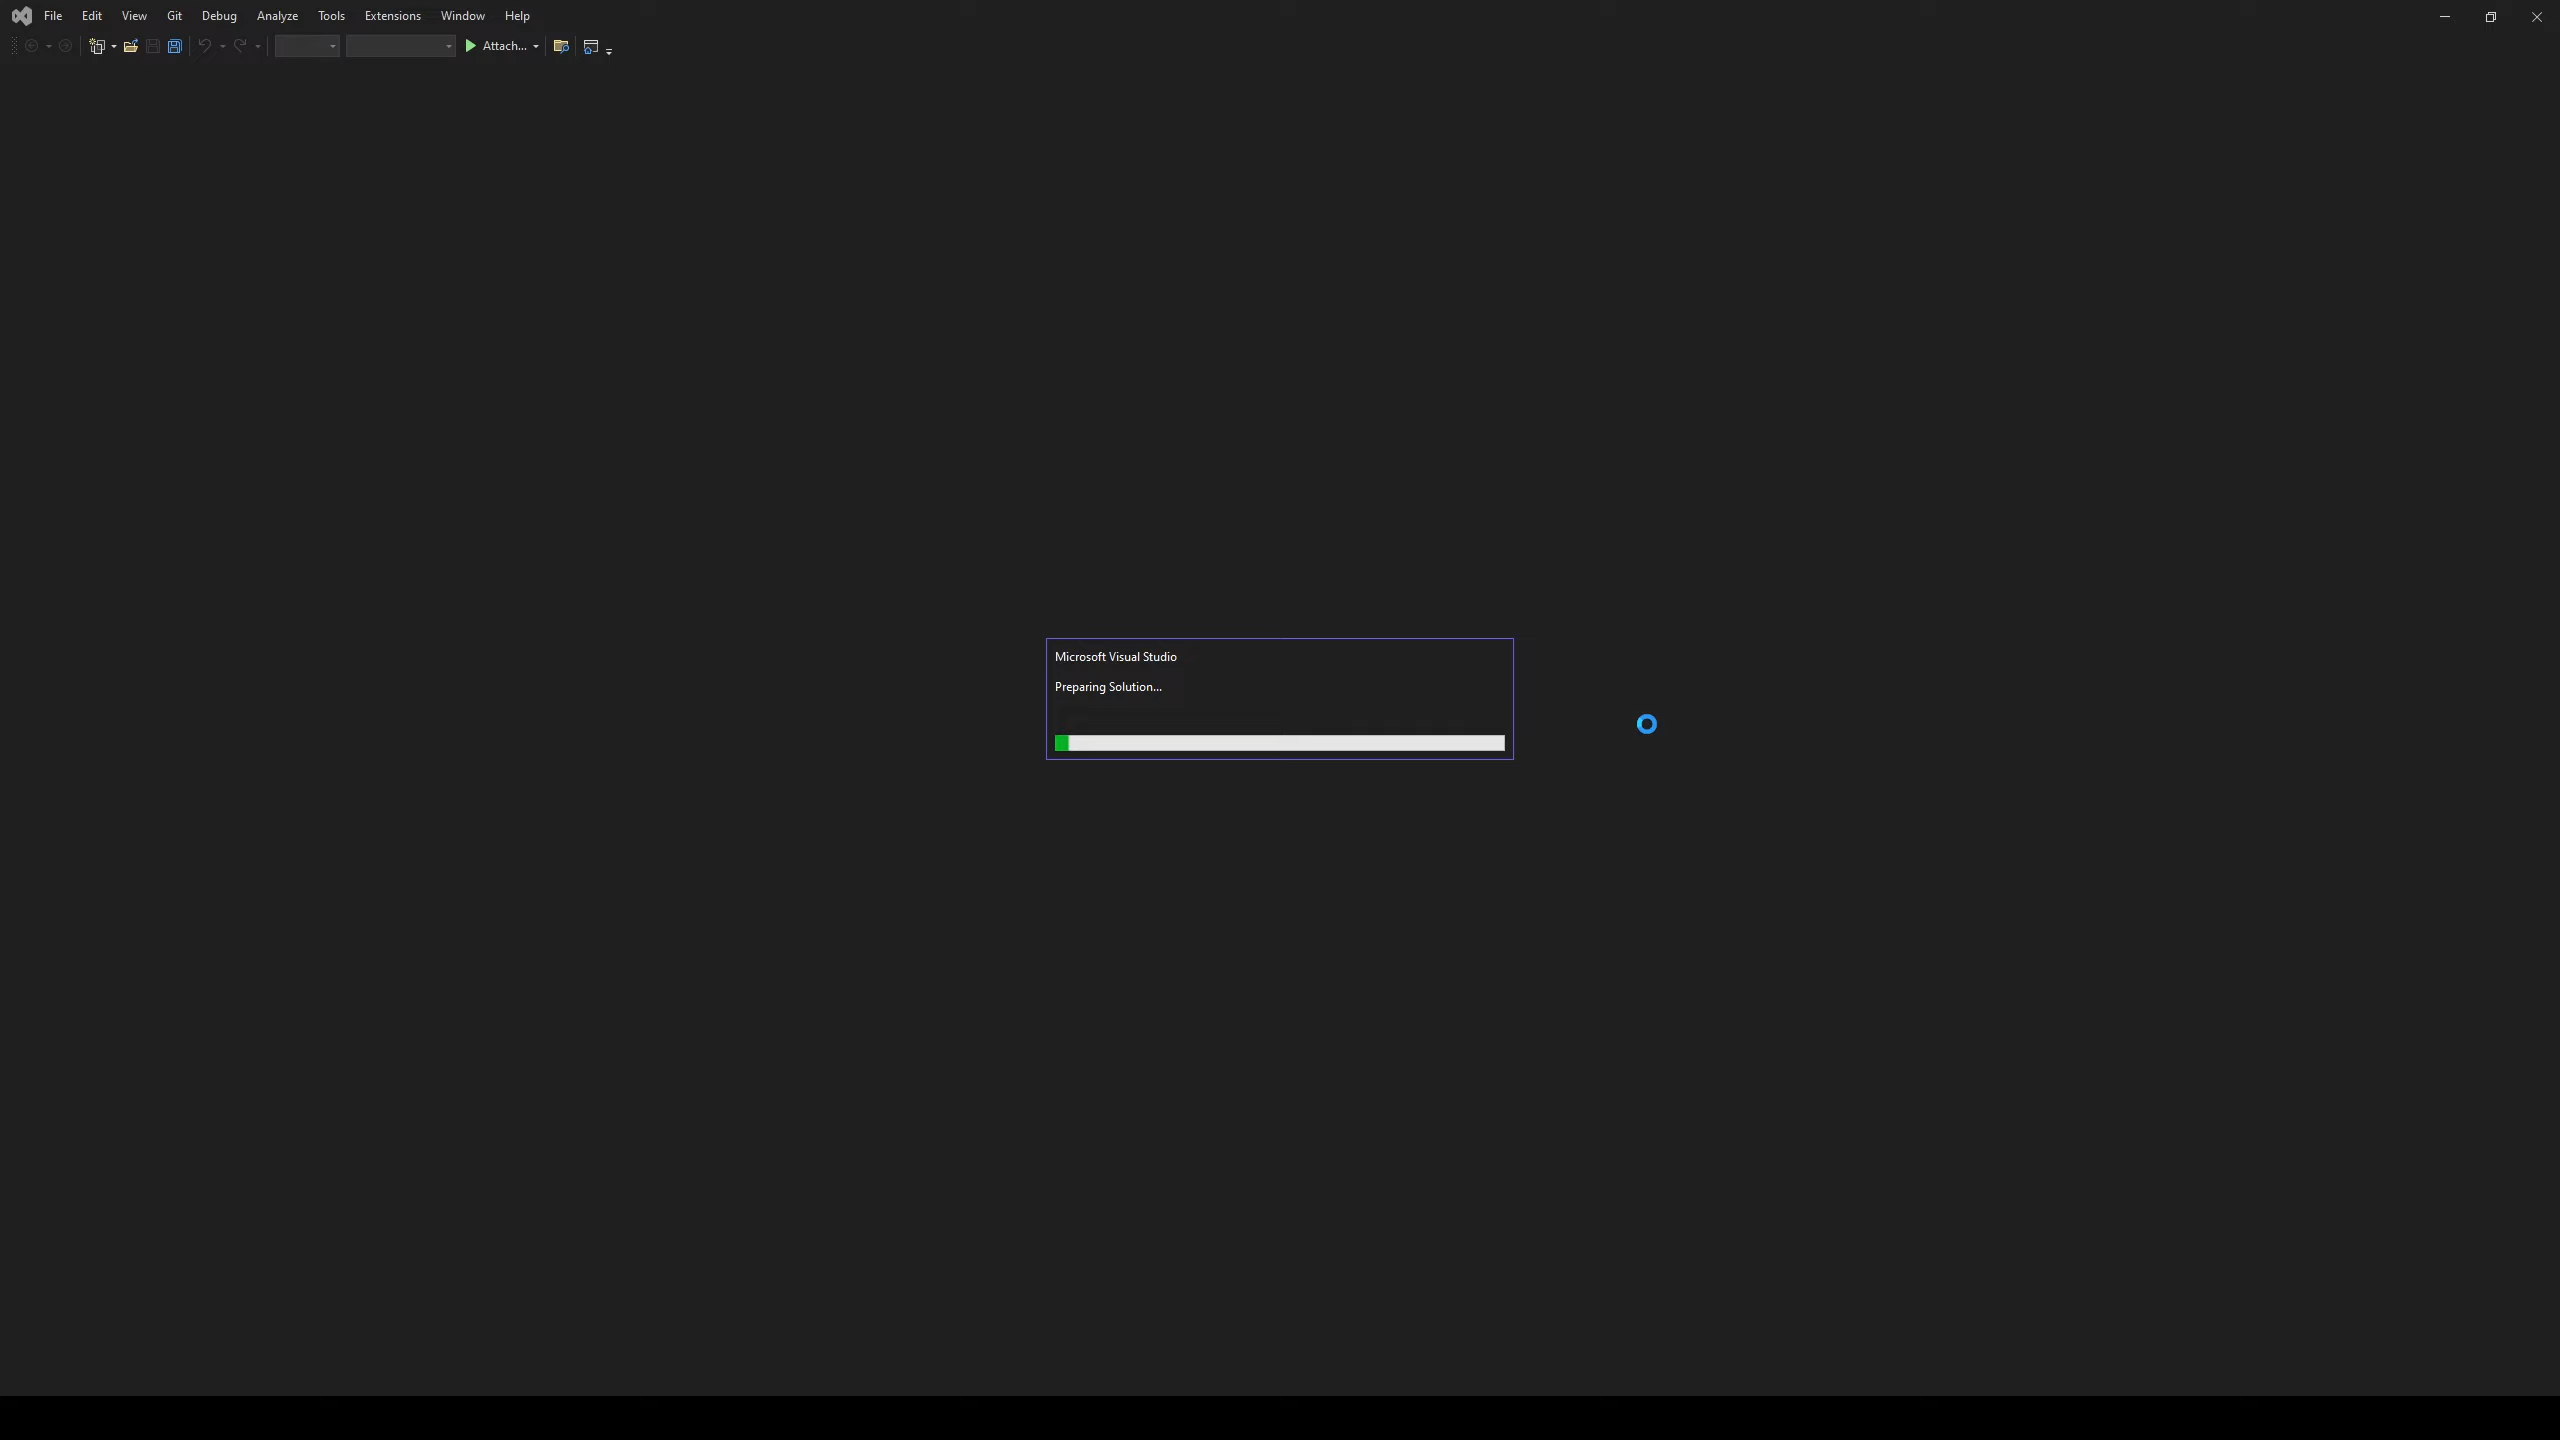 File Edit View Git Debug Analyze Tools Extensions Window Help
Attach...
Microsoft Visual Studio
Preparing Solution...